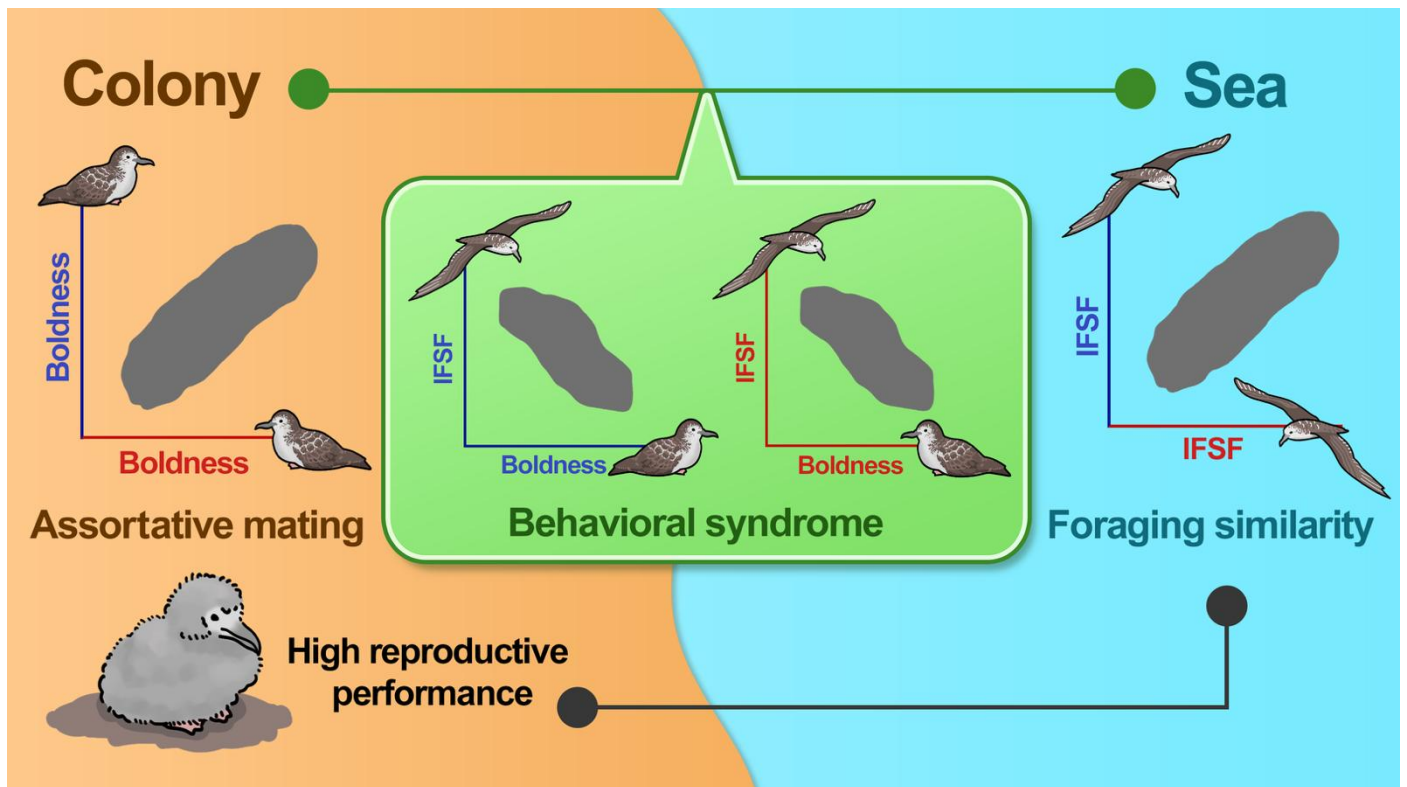 Colony
Sea
Boldness
Boldness
Assortative mating
IFSF
Boldness
IFSF
Boldness
Behavioral syndrome
IFSF
IFSF
Foraging similarity
High reproductive
performance